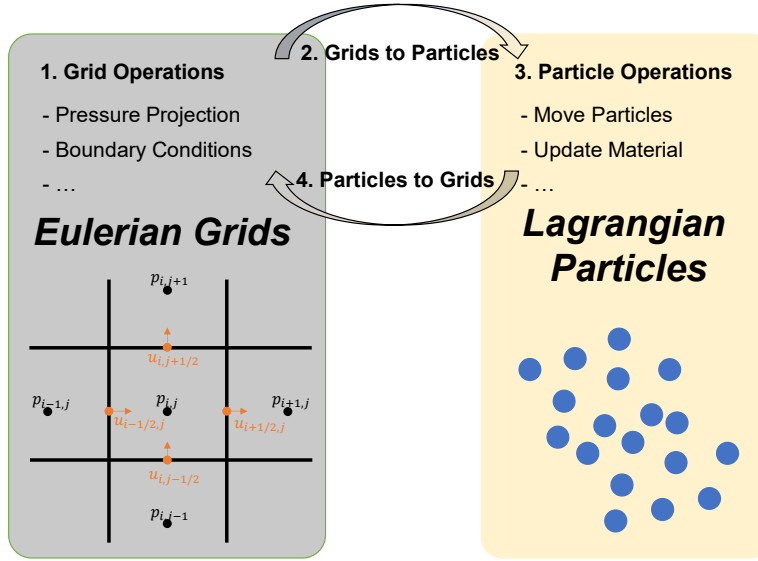 2. Grids to Particles
1. Grid Operations
- Pressure Projection
- Boundary Conditions
- ...
3. Particle Operations
- Move Particles
- Update Material
- ...
4. Particles to Grids
Eulerian Grids
Lagrangian
Particles
p_{i,j+1}
u_{i,j+1/2}
p_{i-1,j}
p_{i,j}
p_{i+1,j}
u_{i-1/2,j}
u_{i+1/2,j}
u_{i,j-1/2}
p_{i,j-1}